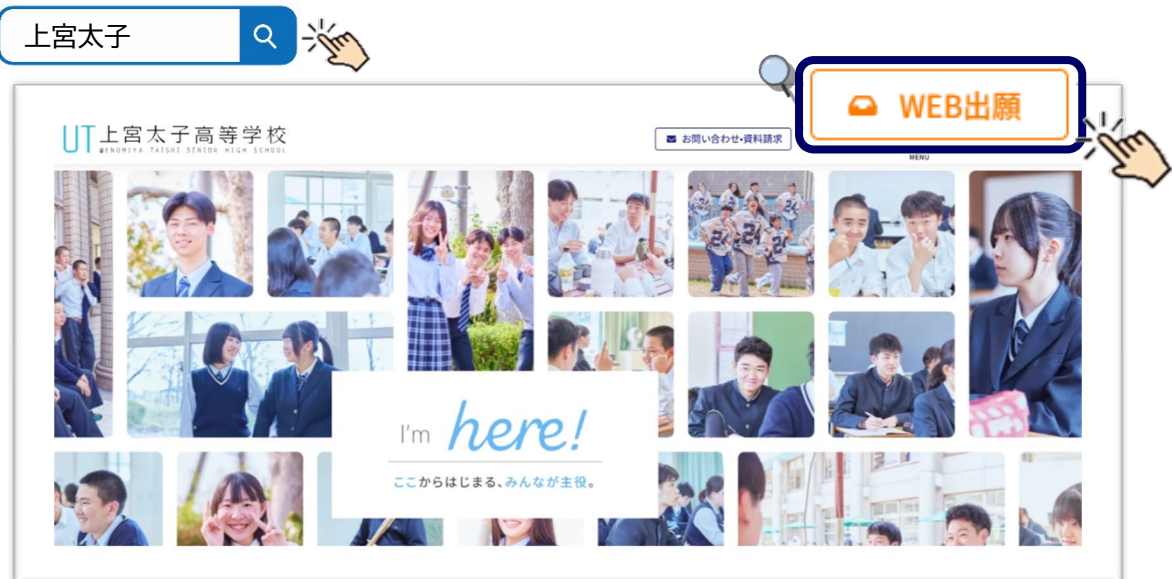 上宮太子
WEB出願
UT上宮太子高等学校
UENOMIYA TAISHI SENIOR HIGH SCHOOL
お問い合わせ・資料請求
MENU
I'm here!
ここからはじまる、みんなが主役。